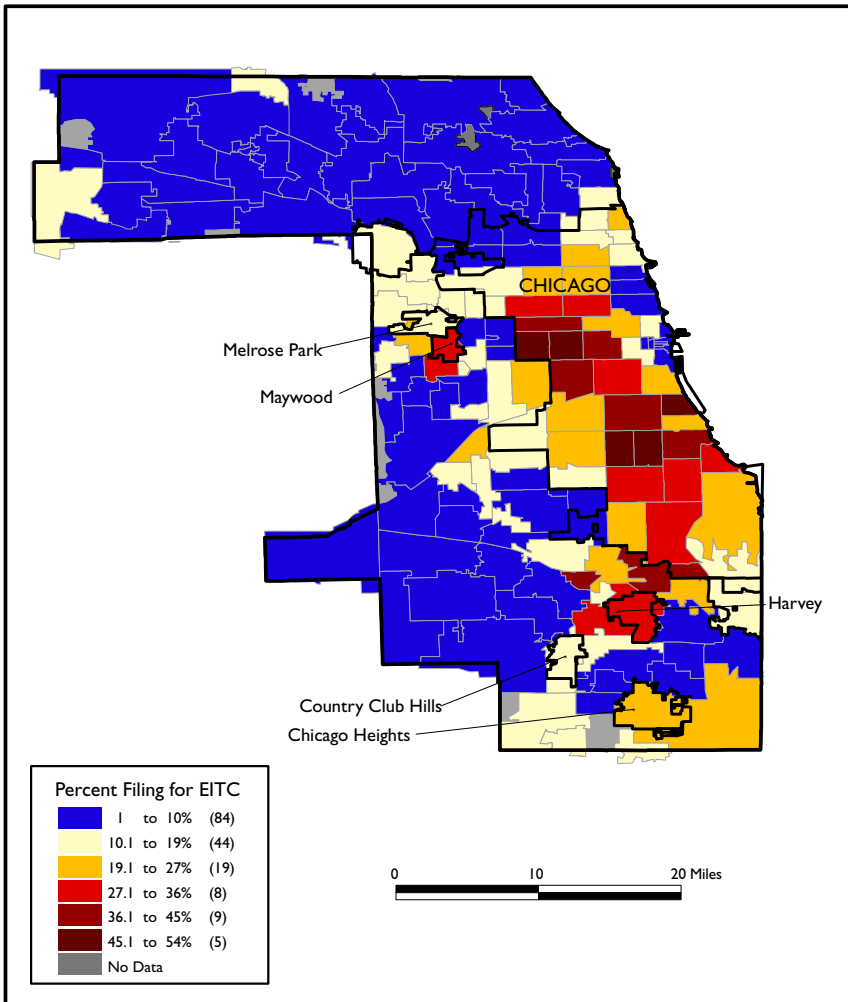 CHICAGO
Melrose Park
Maywood
Harvey
Country Club Hills
Chicago Heights
Percent Filing for EITC
1 to 10% (84)
10.1 to 19% (44)
19.1 to 27% (19)
27.1 to 36% (8)
36.1 to 45% (9)
45.1 to 54% (5)
No Data
0 10 20 Miles